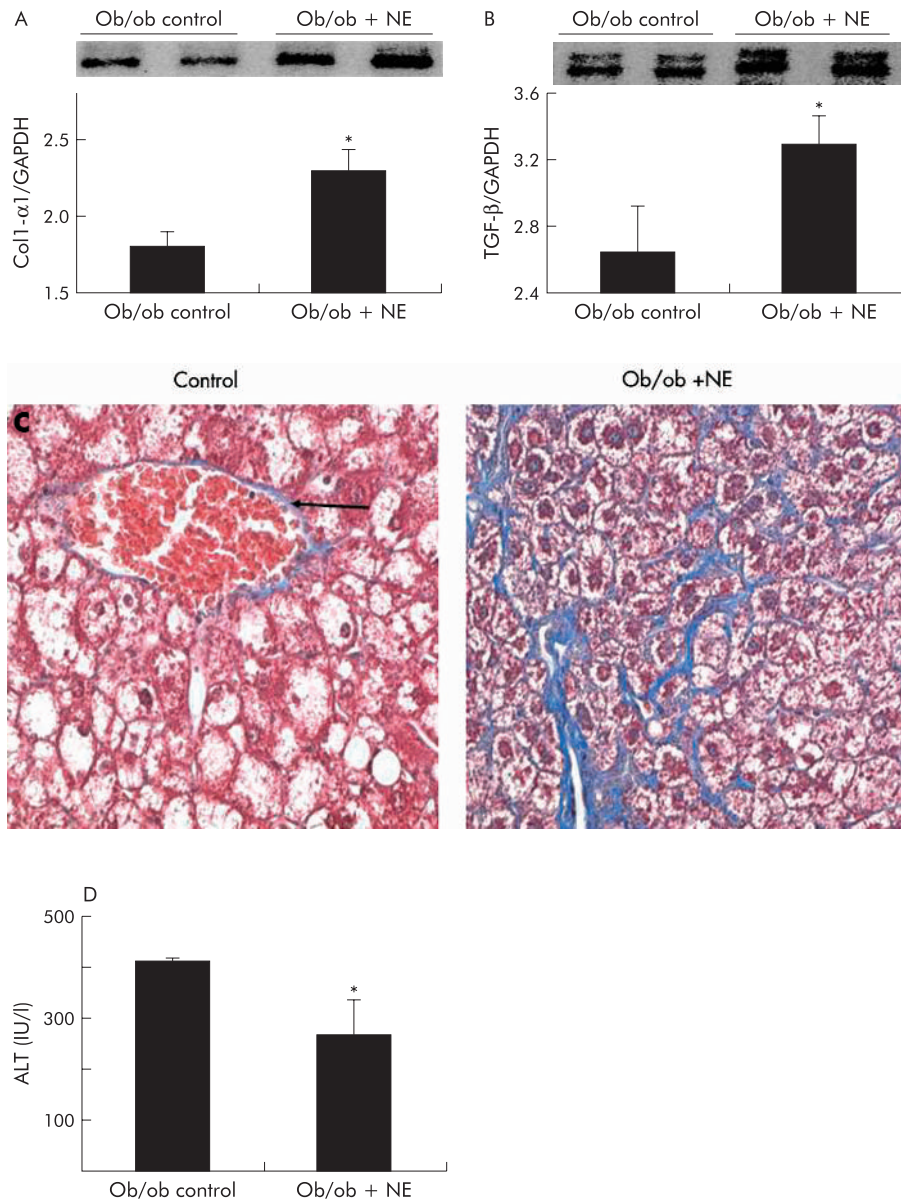 A
Ob/ob control
Ob/ob + NE
Col1-α1/GAPDH
2.5
2.0
1.5
*
Ob/ob control
Ob/ob + NE
B
Ob/ob control
Ob/ob + NE
TGF-β/GAPDH
3.6
3.2
2.8
2.4
*
Ob/ob control
Ob/ob + NE
Control
Ob/ob +NE
C
D
ALT (IU/l)
500
300
100
*
Ob/ob control
Ob/ob + NE